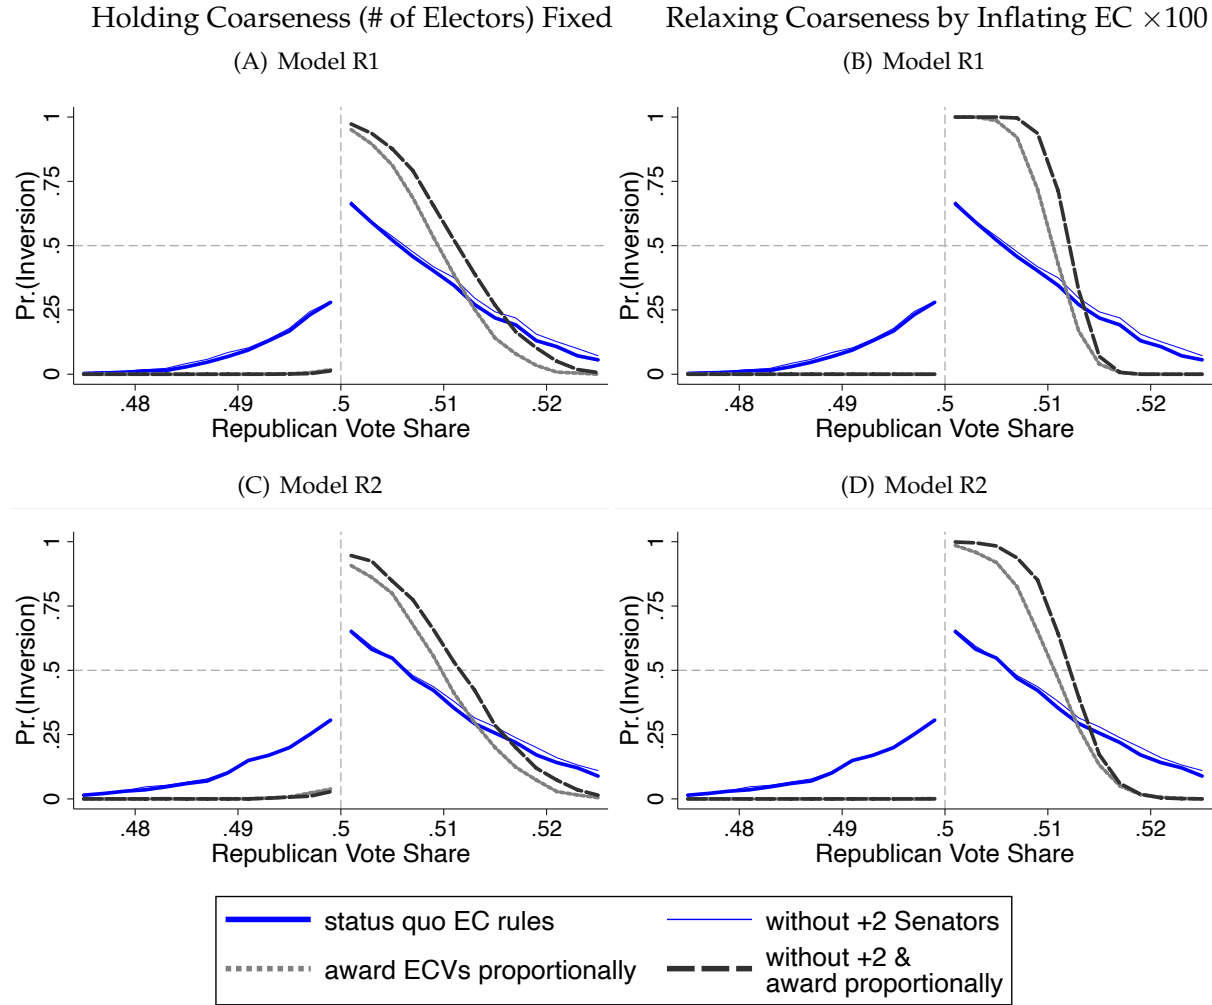 Holding Coarseness (# of Electors) Fixed
Relaxing Coarseness by Inflating EC ×100
(A) Model R1
(B) Model R1
Pr.(Inversion)
0 .25 .5 .75 1
.48 .49 .5 .51 .52
Republican Vote Share
Pr.(Inversion)
0 .25 .5 .75 1
.48 .49 .5 .51 .52
Republican Vote Share
(C) Model R2
(D) Model R2
Pr.(Inversion)
0 .25 .5 .75 1
.48 .49 .5 .51 .52
Republican Vote Share
Pr.(Inversion)
0 .25 .5 .75 1
.48 .49 .5 .51 .52
Republican Vote Share
status quo EC rules
without +2 Senators
award ECVs proportionally
without +2 &
award proportionally